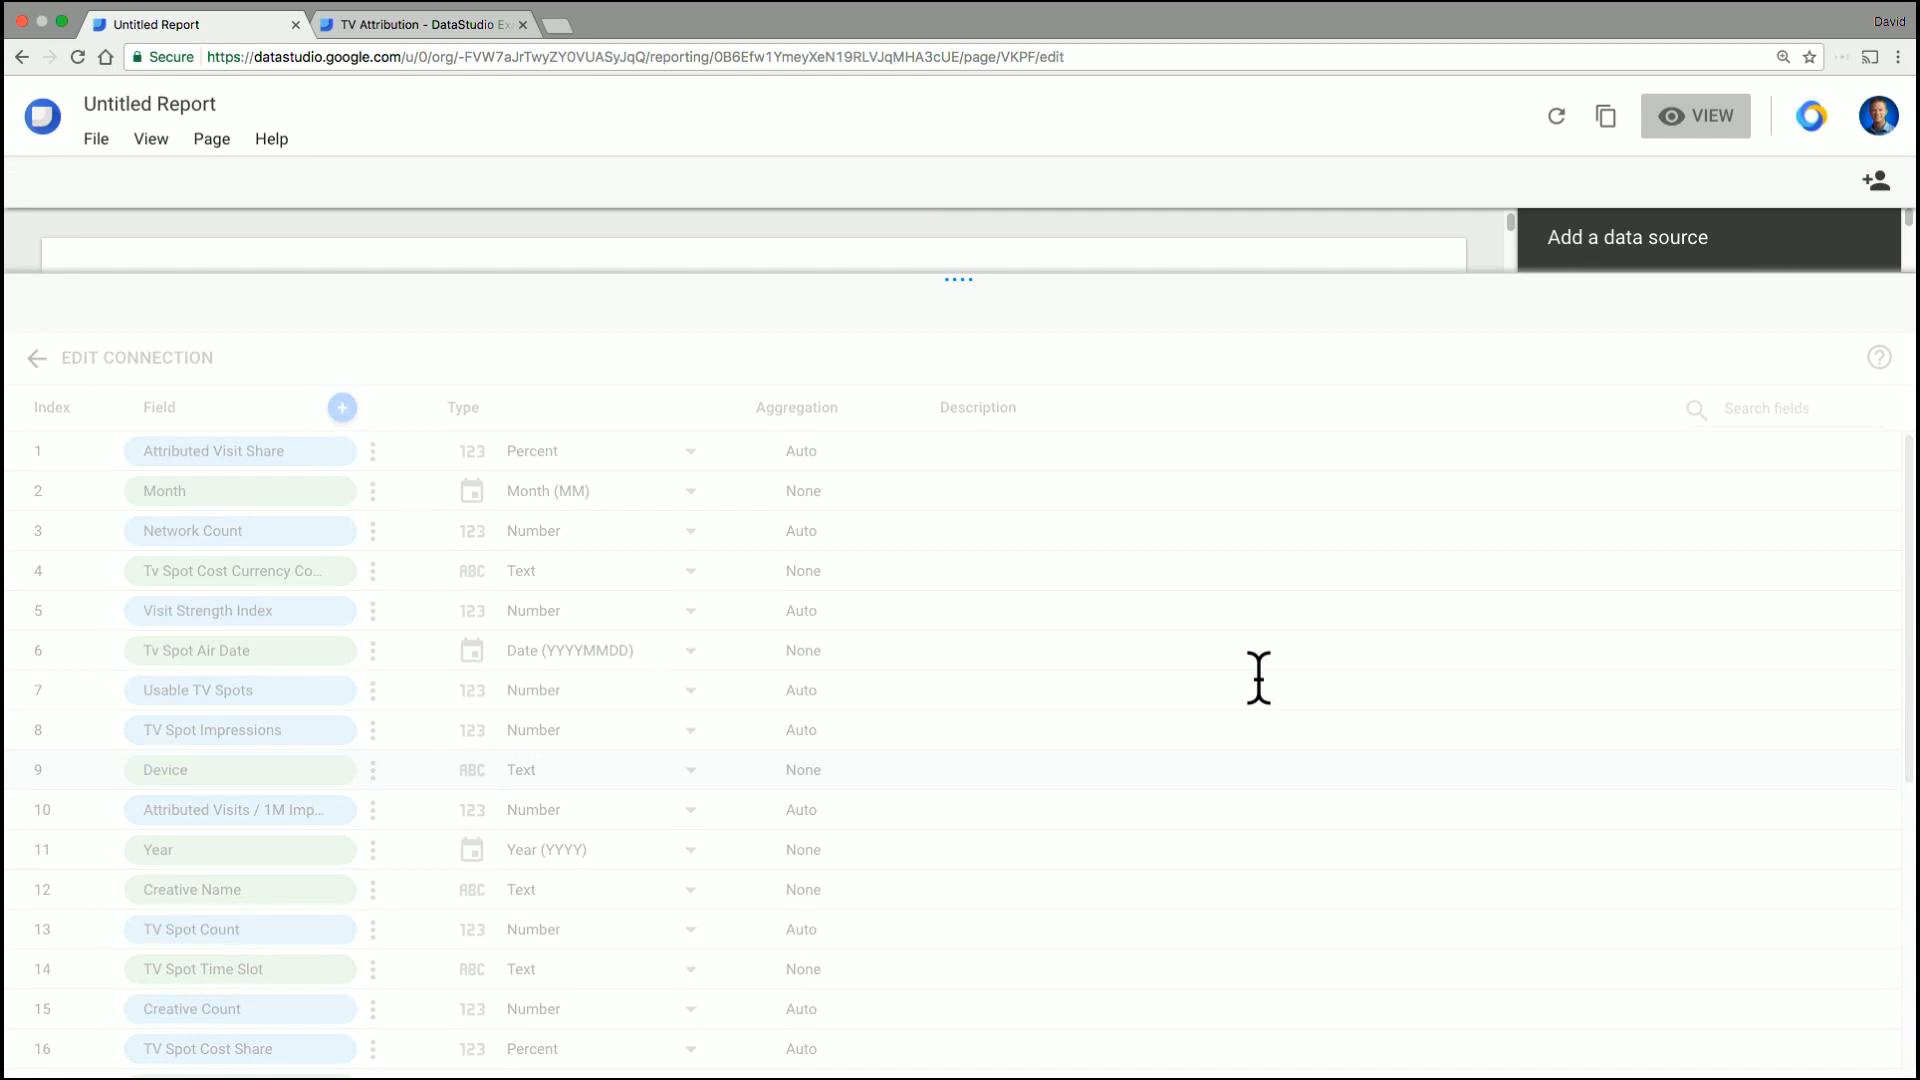 Untitled Report
TV Attribution - DataStudio Ex
David
Secure https://datastudio.google.com/u/0/org/-FVW7aJrTwyZY0VUASyJqQ/reporting/0B6Efw1YmeyXeN19RLVJqMHA3cUE/page/VKPF/edit
Untitled Report
File View Page Help
VIEW
Add a data source
EDIT CONNECTION
Index Field Type Aggregation Description Search fields
1 Attributed Visit Share 123 Percent Auto
2 Month Month (MM) None
3 Network Count 123 Number Auto
4 Tv Spot Cost Currency Co... ABC Text None
5 Visit Strength Index 123 Number Auto
6 Tv Spot Air Date Date (YYYYMMDD) None
7 Usable TV Spots 123 Number Auto
8 TV Spot Impressions 123 Number Auto
9 Device ABC Text None
10 Attributed Visits / 1M Imp... 123 Number Auto
11 Year Year (YYYY) None
12 Creative Name ABC Text None
13 TV Spot Count 123 Number Auto
14 TV Spot Time Slot ABC Text None
15 Creative Count 123 Number Auto
16 TV Spot Cost Share 123 Percent Auto